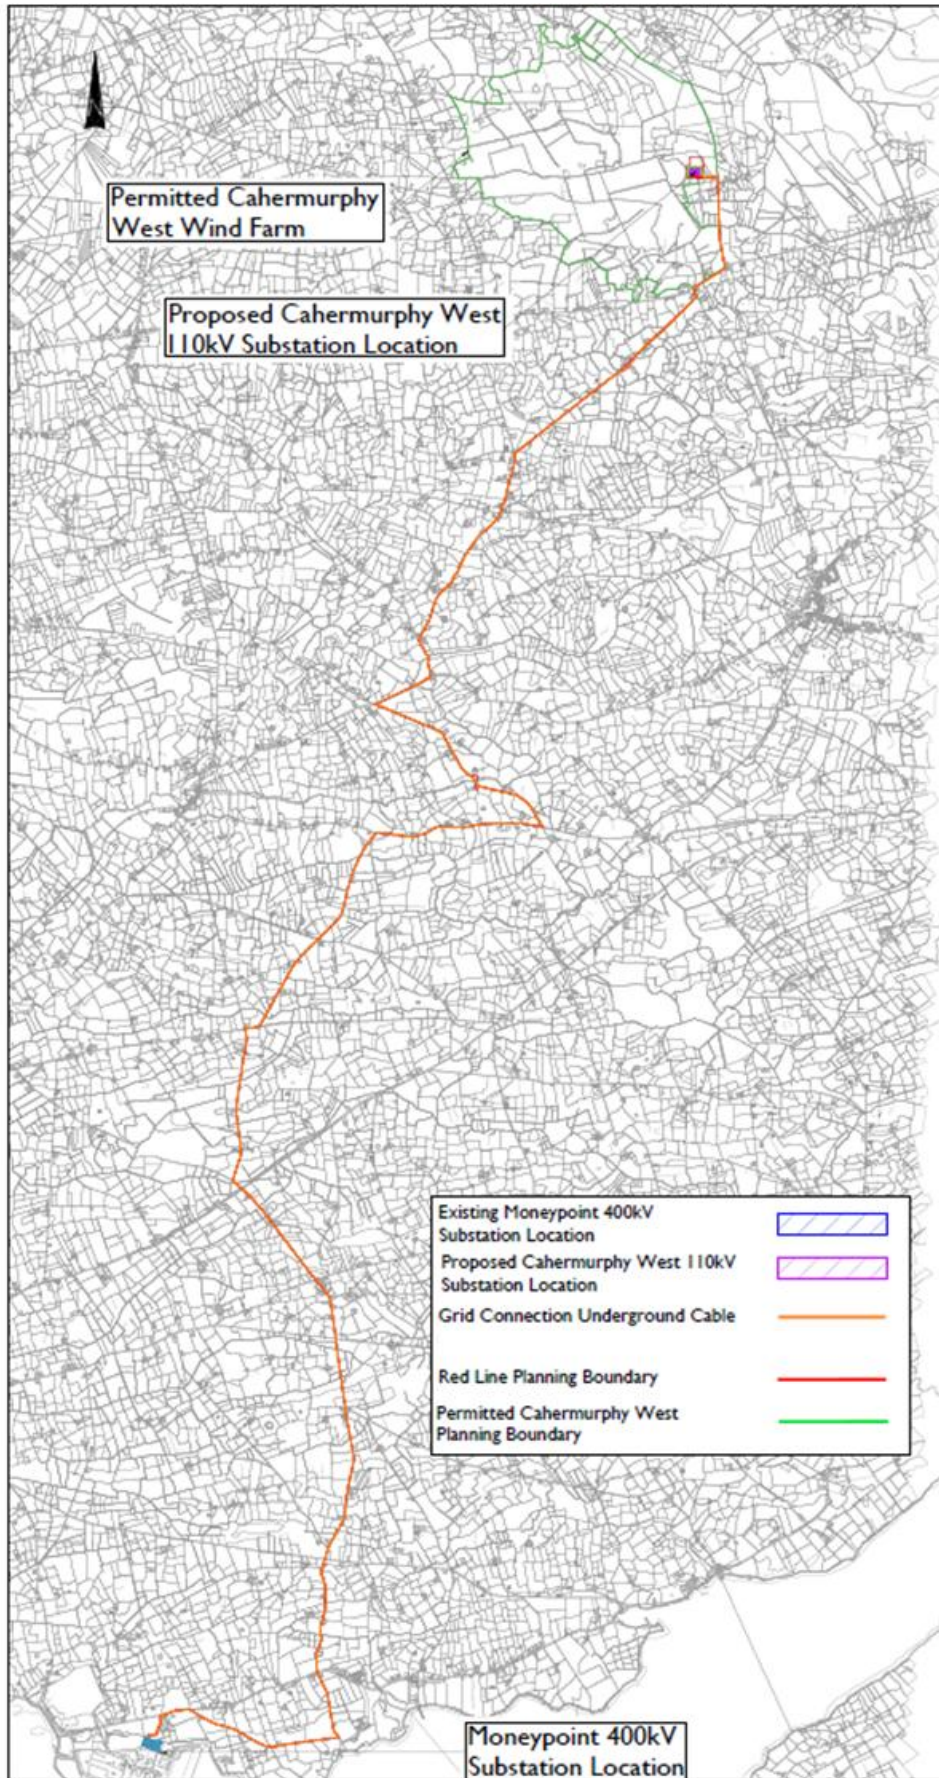 Permitted Cahermurphy
West Wind Farm
Proposed Cahermurphy West
110kV Substation Location
Existing Moneypoint 400kV
Substation Location
Proposed Cahermurphy West 110kV
Substation Location
Grid Connection Underground Cable
Red Line Planning Boundary
Permitted Cahermurphy West
Planning Boundary
Moneypoint 400kV
Substation Location